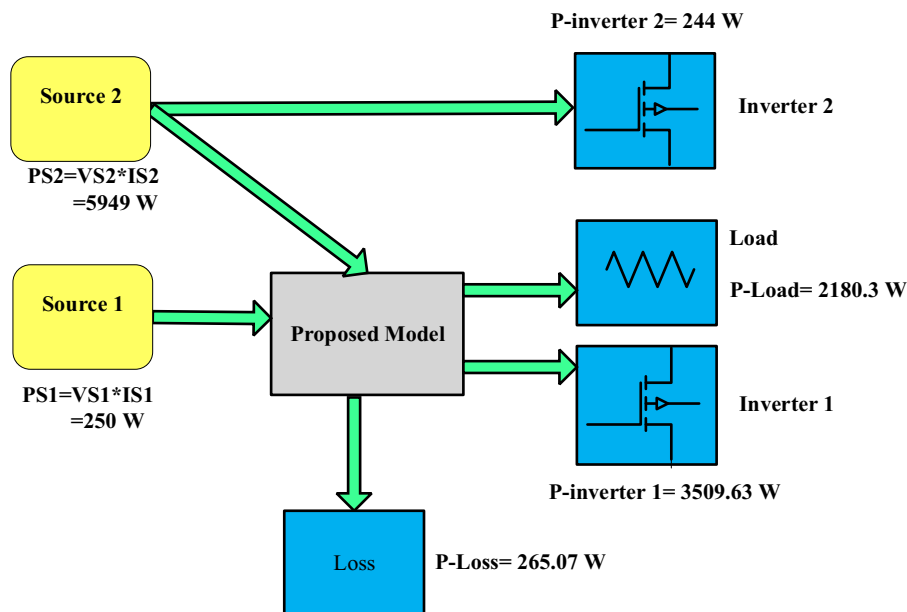 P-inverter 2= 244 W
Source 2
Inverter 2
PS2=VS2*IS2
=5949 W
Load
P-Load= 2180.3 W
Source 1
Proposed Model
PS1=VS1*IS1
=250 W
Inverter 1
P-inverter 1= 3509.63 W
Loss
P-Loss= 265.07 W